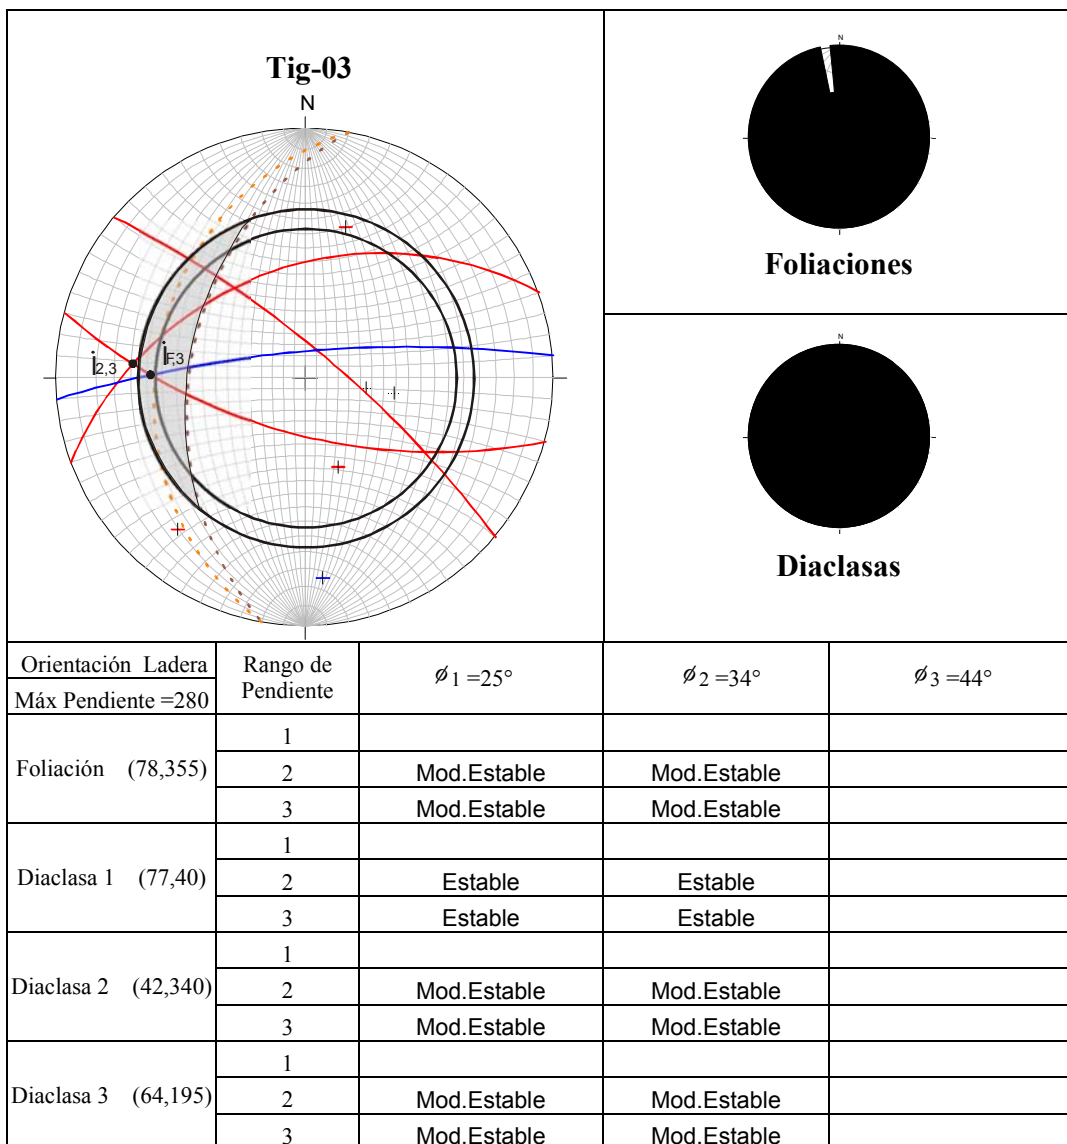 Tig-03
N
i2,3
iF,3
N
Foliaciones
N
Diaclasas
Orientación Ladera
Máx Pendiente =280
Rango de Pendiente
ø1 =25°
ø2 =34°
ø3 =44°
Foliación (78,355)
1
2 Mod.Estable Mod.Estable
3 Mod.Estable Mod.Estable
Diaclasa 1 (77,40)
1
2 Estable Estable
3 Estable Estable
Diaclasa 2 (42,340)
1
2 Mod.Estable Mod.Estable
3 Mod.Estable Mod.Estable
Diaclasa 3 (64,195)
1
2 Mod.Estable Mod.Estable
3 Mod.Estable Mod.Estable